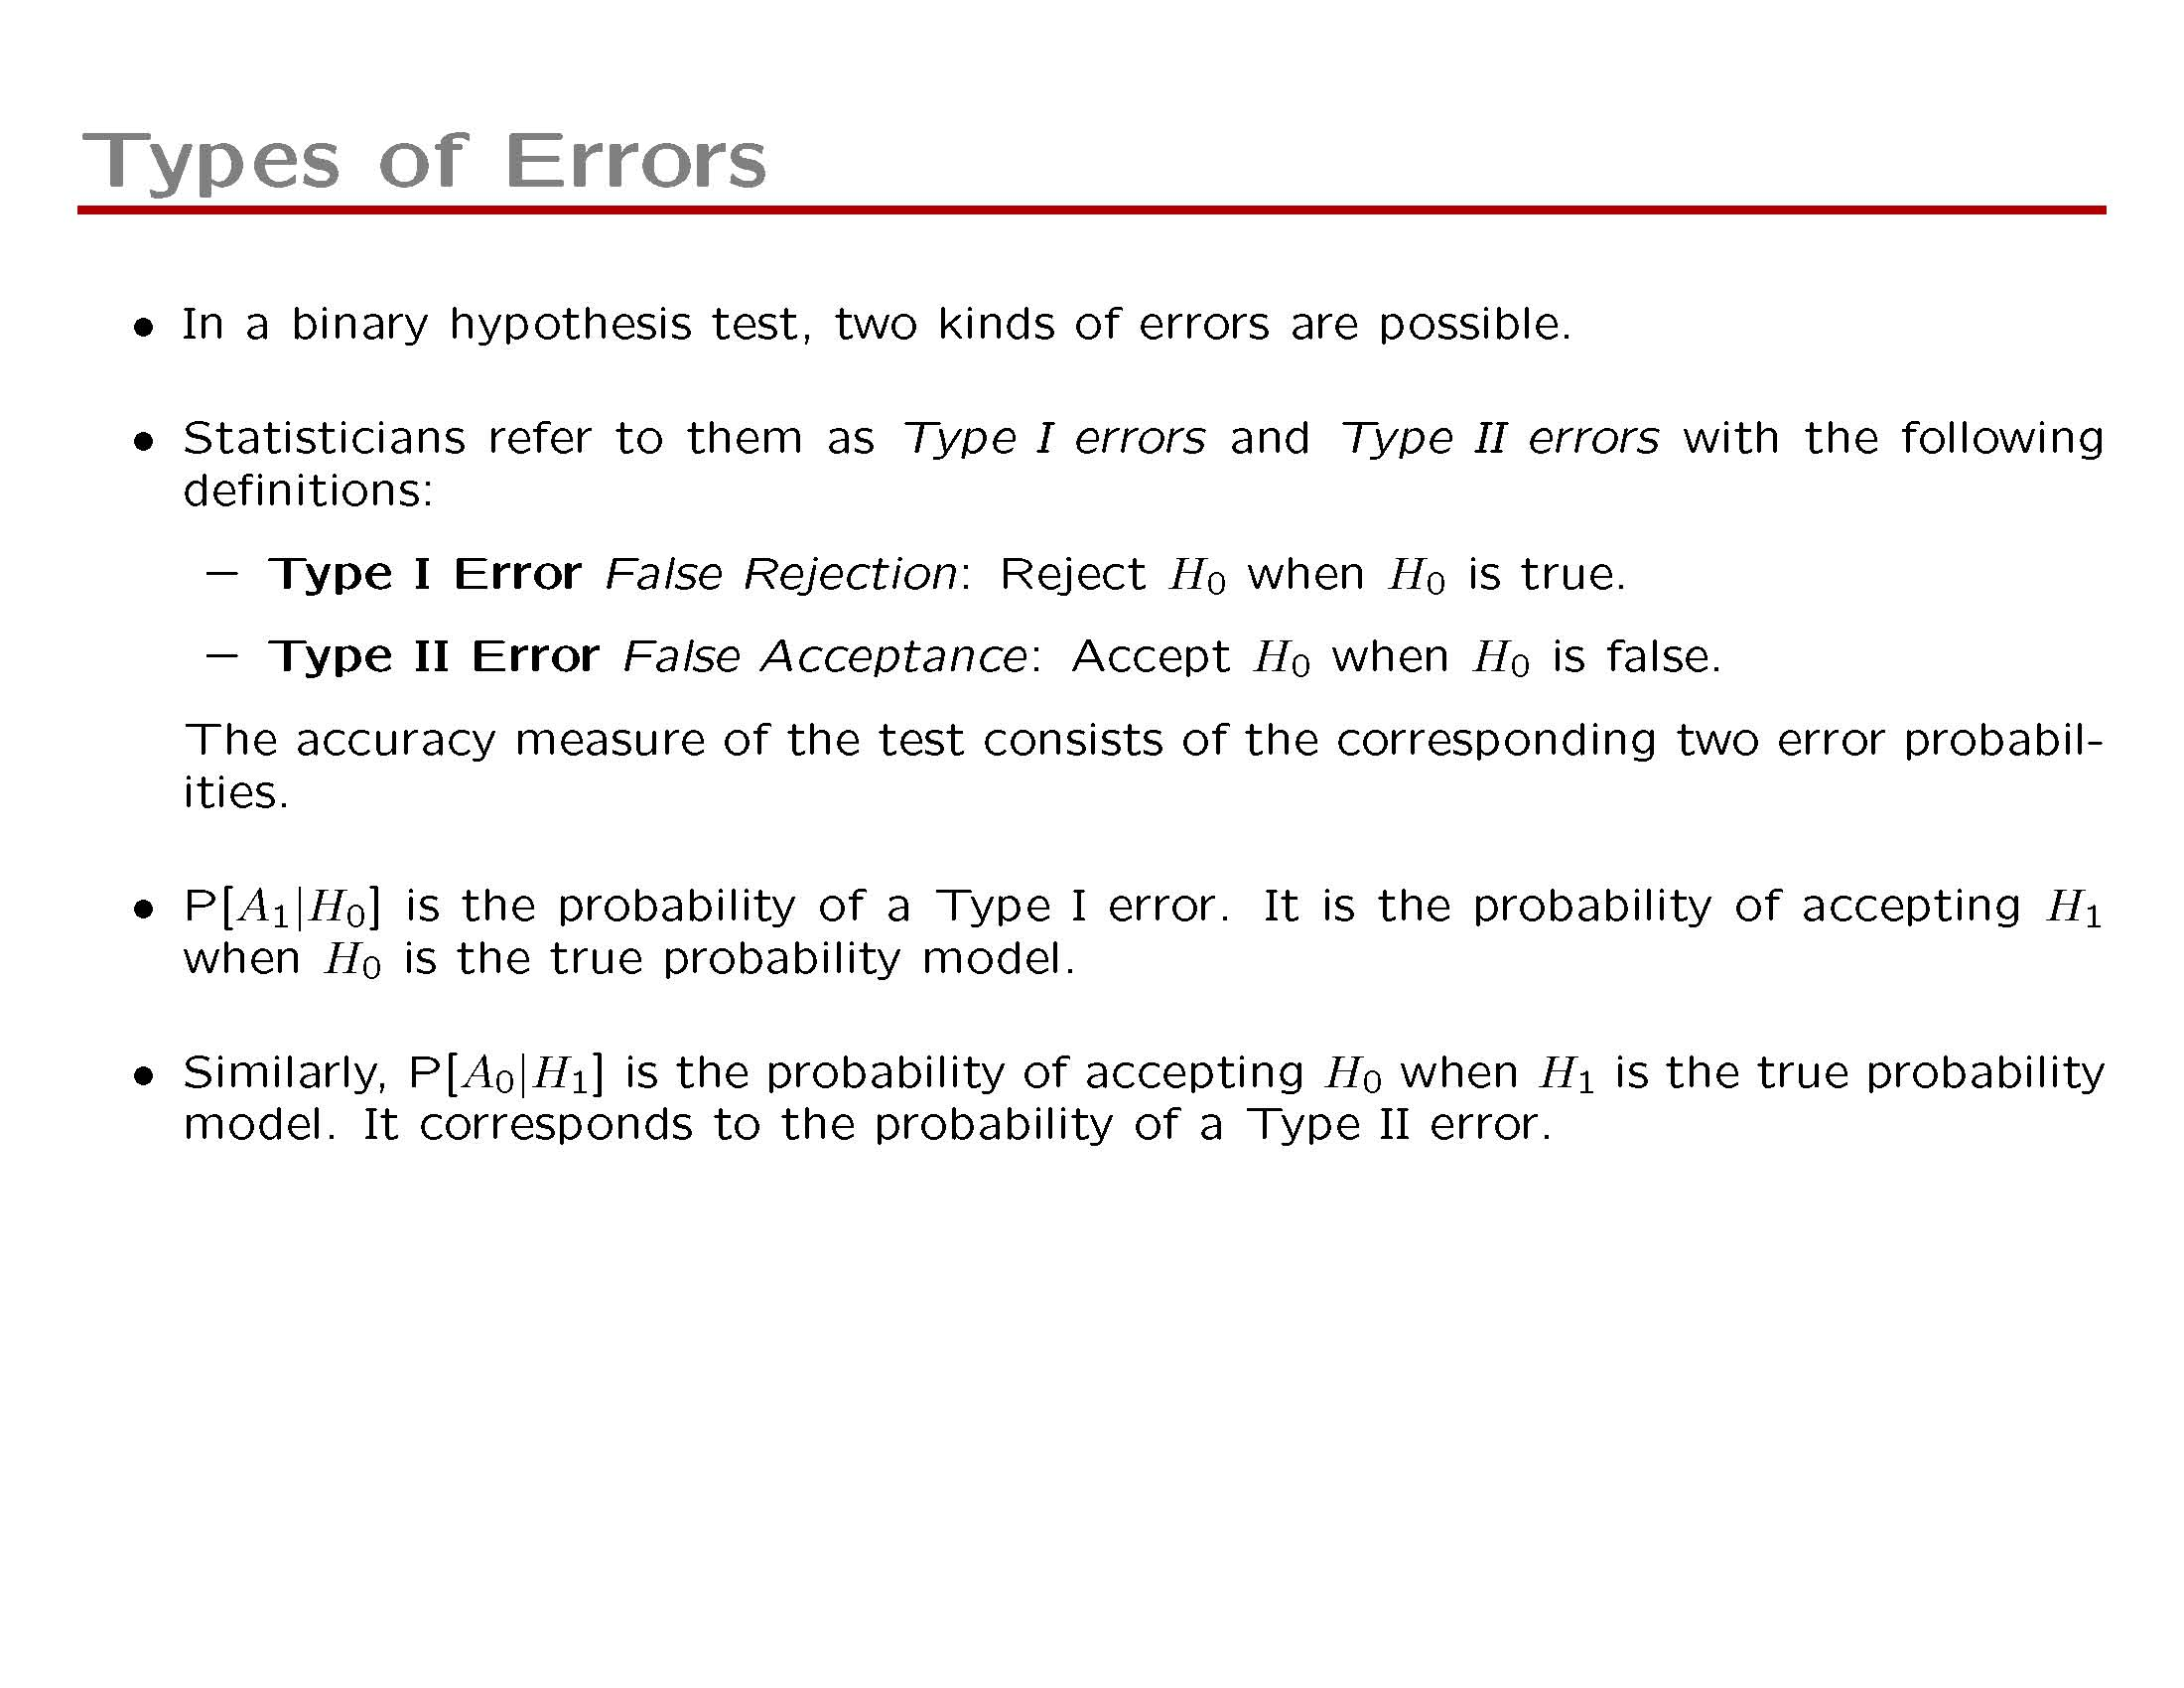 Types of Errors
• In a binary hypothesis test, two kinds of errors are possible.
• Statisticians refer to them as Type I errors and Type II errors with the following
definitions:
– Type I Error False Rejection: Reject H₀ when H₀ is true.
– Type II Error False Acceptance: Accept H₀ when H₀ is false.
The accuracy measure of the test consists of the corresponding two error probabil-
ities.
• P[A₁|H₀] is the probability of a Type I error. It is the probability of accepting H₁
when H₀ is the true probability model.
• Similarly, P[A₀|H₁] is the probability of accepting H₀ when H₁ is the true probability
model. It corresponds to the probability of a Type II error.